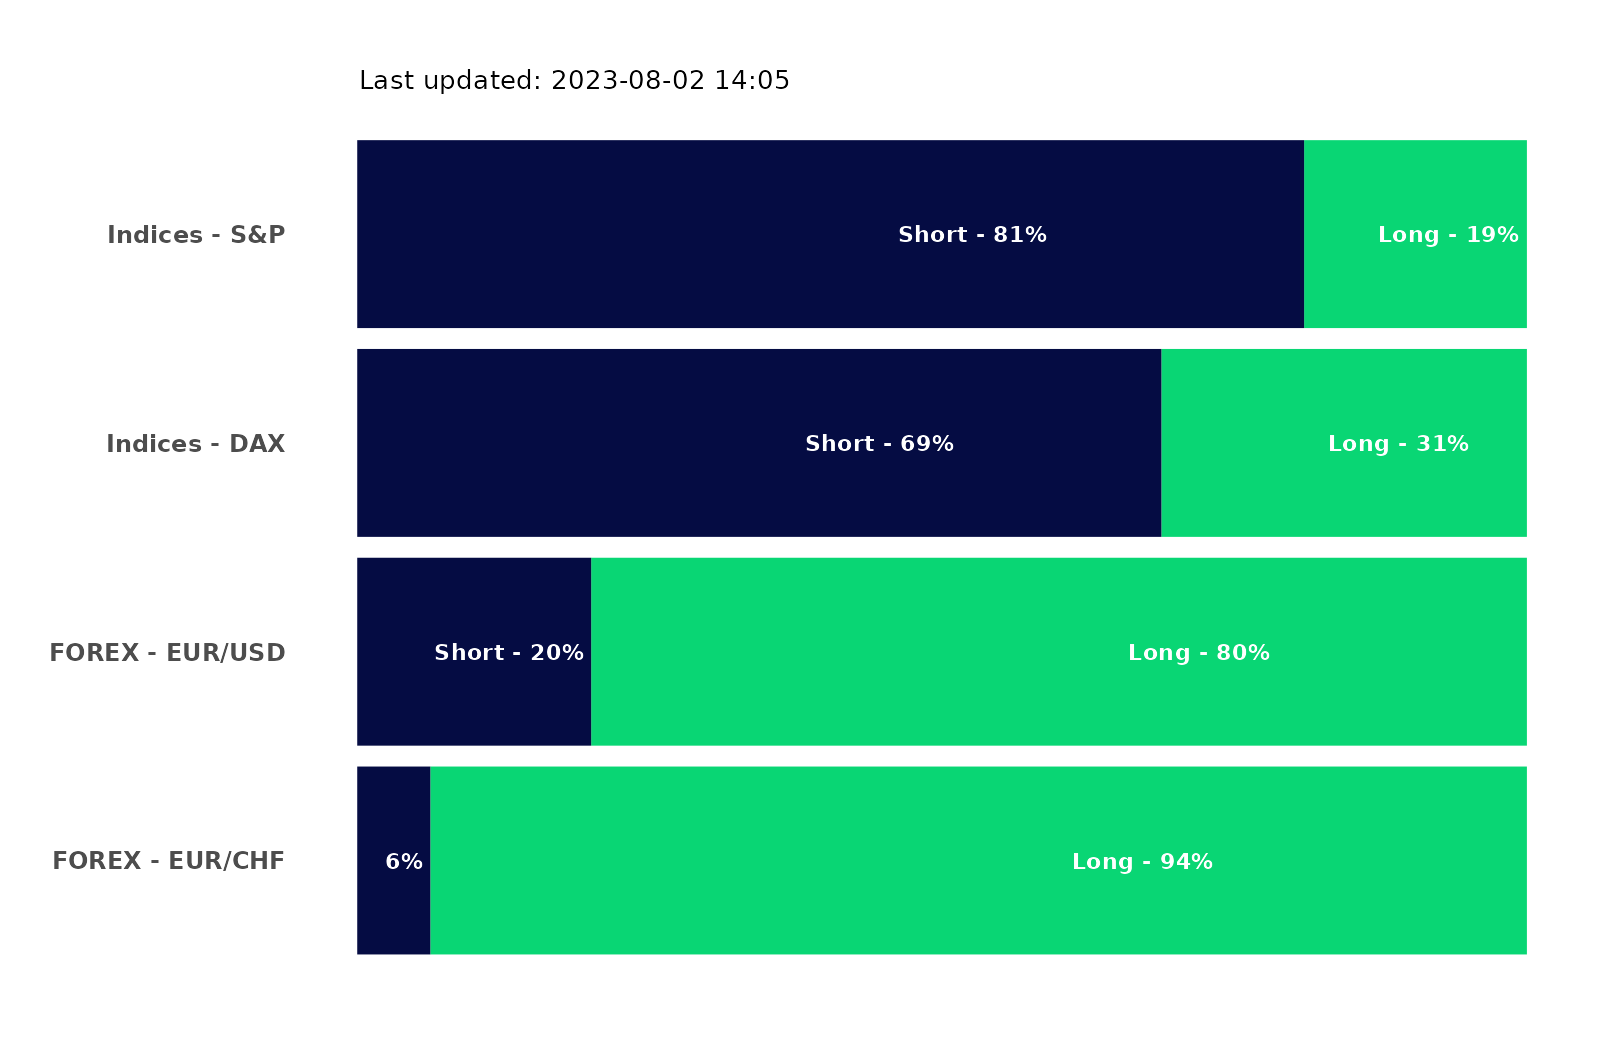 Last updated: 2023-08-02 14:05
Indices - S&P
Short - 81%
Long - 19%
Indices - DAX
Short - 69%
Long - 31%
FOREX - EUR/USD
Short - 20%
Long - 80%
FOREX - EUR/CHF
6%
Long - 94%